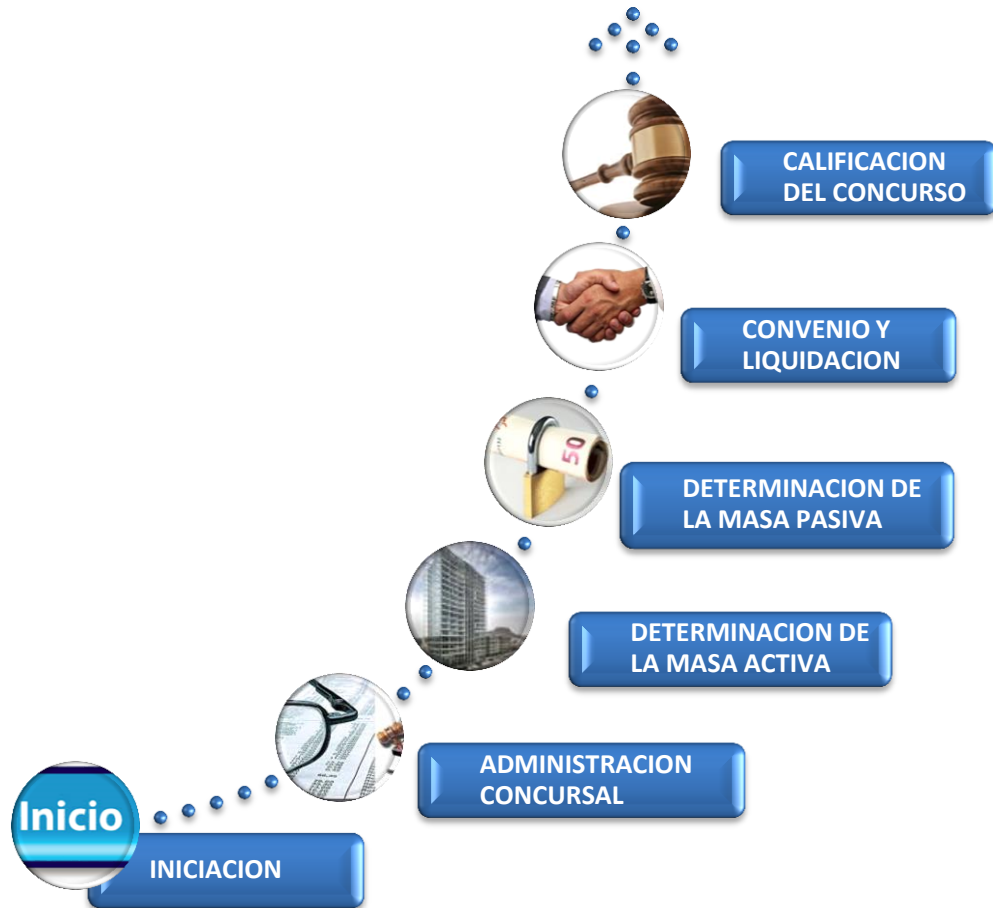 CALIFICACION
DEL CONCURSO
CONVENIO Y
LIQUIDACION
50
DETERMINACION DE
LA MASA PASIVA
DETERMINACION DE
LA MASA ACTIVA
ADMINISTRACION
CONCURSAL
Inicio
INICIACION